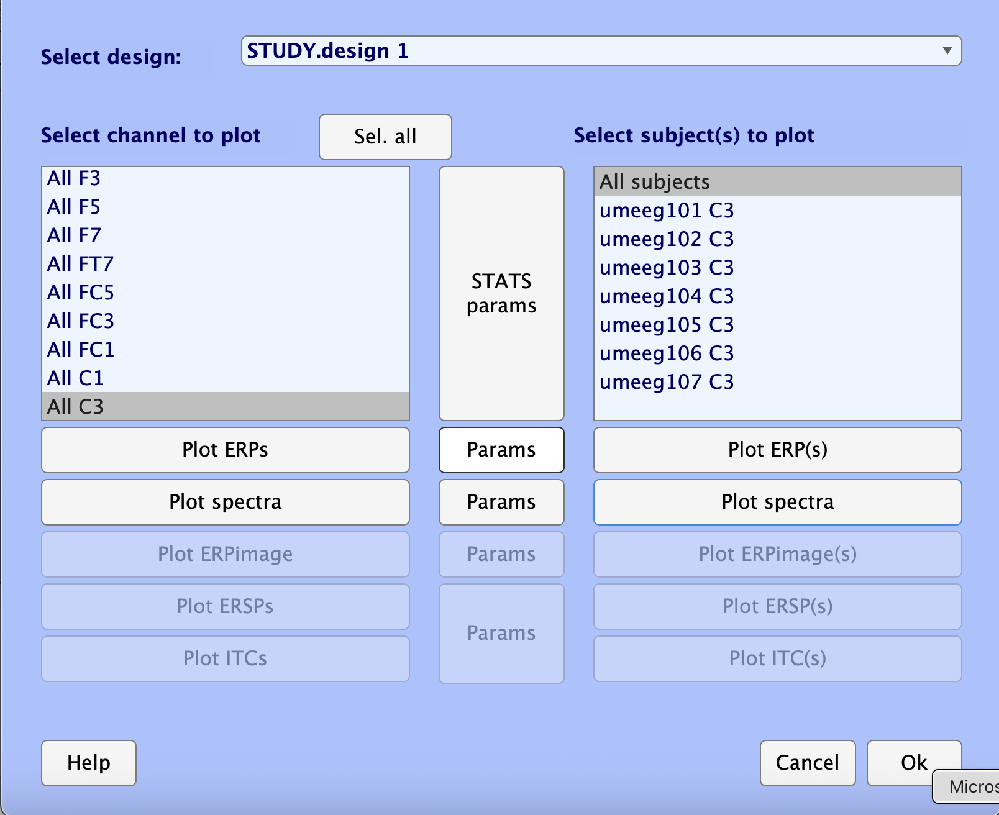 Select design:
STUDY.design 1
Select channel to plot
Sel. all
Select subject(s) to plot
All F3
All F5
All F7
All FT7
All FC5
All FC3
All FC1
All C1
All C3
STATS
params
All subjects
umeeg101 C3
umeeg102 C3
umeeg103 C3
umeeg104 C3
umeeg105 C3
umeeg106 C3
umeeg107 C3
Plot ERPs
Params
Plot ERP(s)
Plot spectra
Params
Plot spectra
Plot ERPimage
Params
Plot ERPimage(s)
Plot ERSPs
Params
Plot ERSP(s)
Plot ITCs
Plot ITC(s)
Help
Cancel
Ok